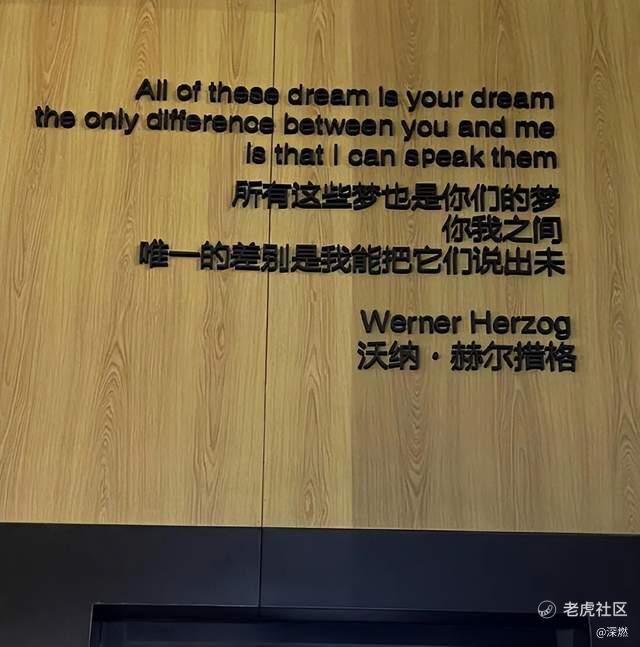 All of these dream is your dream
the only difference between you and me
is that I can speak them
所有这些梦也是你们的梦
你我之间
唯一的差别是我能把它们说出未
Werner Herzog
沃纳·赫尔措格
老虎社区
@深燃